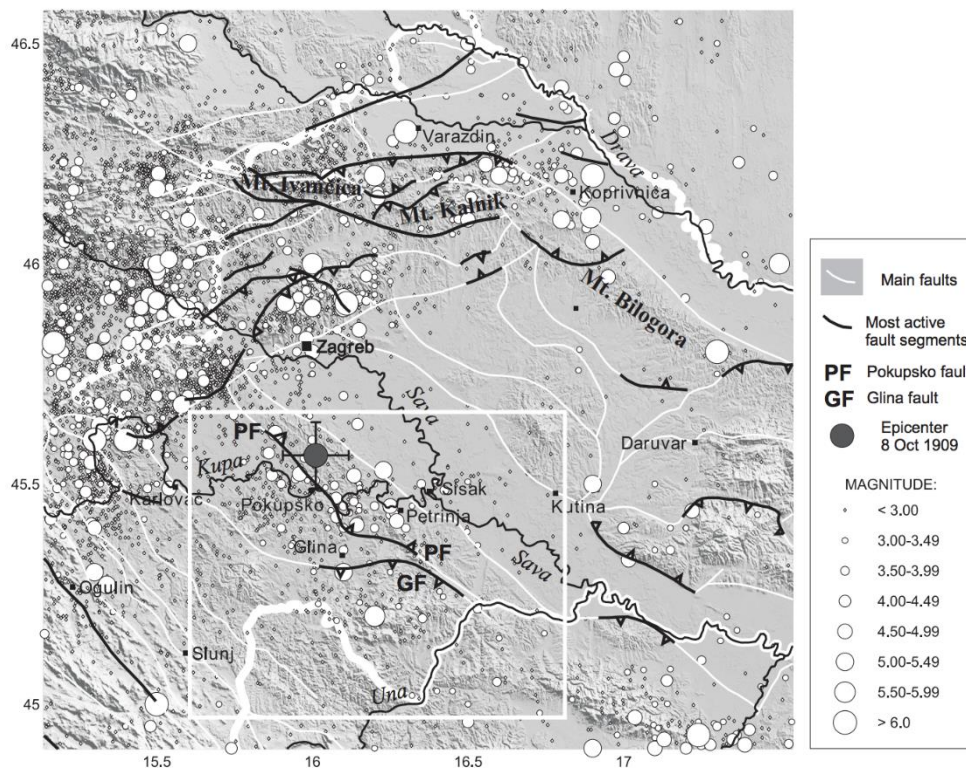 46.5
46
45.5
45
15.5
16
16.5
17
Varazdin
Drava
Mt. Ivančica
Koprivnica
Mt. Kalnik
Mt. Bilogora
Zagreb
Sava
PF
Kupa
Daruvar
Karlovac
Pokupsko
Sisak
Kutina
Petrinja
Glina
PF
Sava
GF
Ogulin
Slunj
Una
Main faults
Most active
fault segments
PF Pokupsko faul
GF Glina fault
Epicenter
8 Oct 1909
MAGNITUDE:
< 3.00
3.00-3.49
3.50-3.99
4.00-4.49
4.50-4.99
5.00-5.49
5.50-5.99
> 6.0